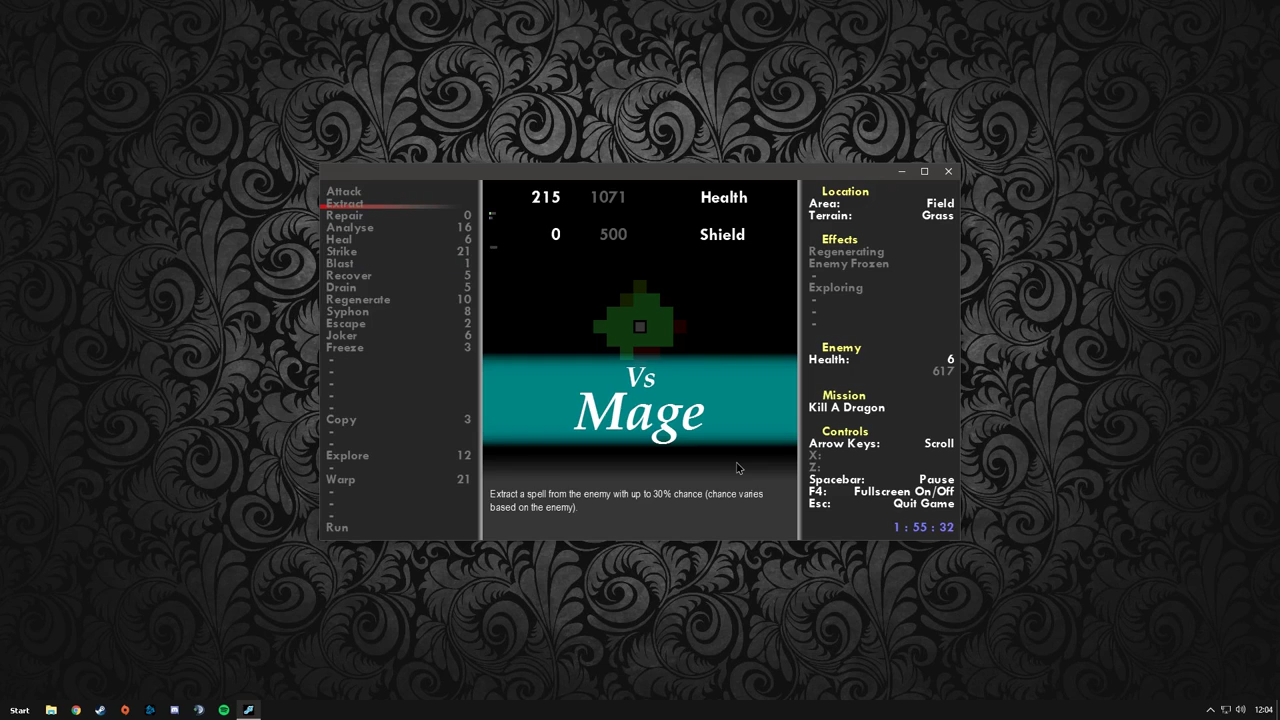 Attack
Extract
Repair 0
Analyse 16
Heal 6
Strike 21
Blast 1
Recover 5
Drain 5
Regenerate 10
Syphon 8
Escape 2
Joker 6
Freeze 3
-
-
-
-
-
Copy 3
-
-
Explore 12
-
Warp 21
-
-
-
Run
215 1071 Health
0 500 Shield
Vs
Mage
Extract a spell from the enemy with up to 30% chance (chance varies
based on the enemy).
Location
Area: Field
Terrain: Grass
Effects
Regenerating
Enemy Frozen
-
Exploring
-
-
-
-
Enemy
Health: 6
617
Mission
Kill A Dragon
Controls
Arrow Keys: Scroll
X:
Z:
Spacebar: Pause
F4: Fullscreen On/Off
Esc: Quit Game
1 : 55 : 32
Start
12:04